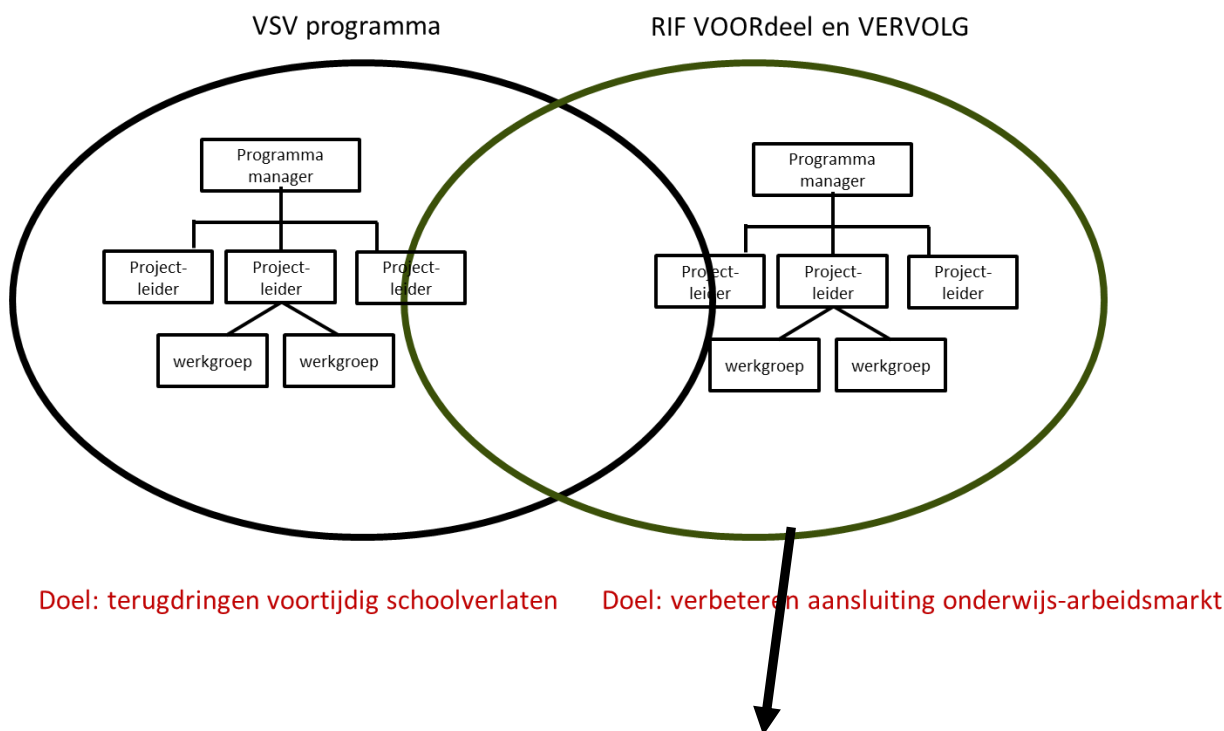 VSV programma
RIF VOORdeel en VERVOLG
Programma
manager
Programma
manager
Project-
leider
Project-
leider
Project-
leider
Project-
leider
Project-
leider
Project-
leider
werkgroep
werkgroep
werkgroep
werkgroep
Doel: terugdringen voortijdig schoolverlaten
Doel: verbeteren aansluiting onderwijs-arbeidsmarkt